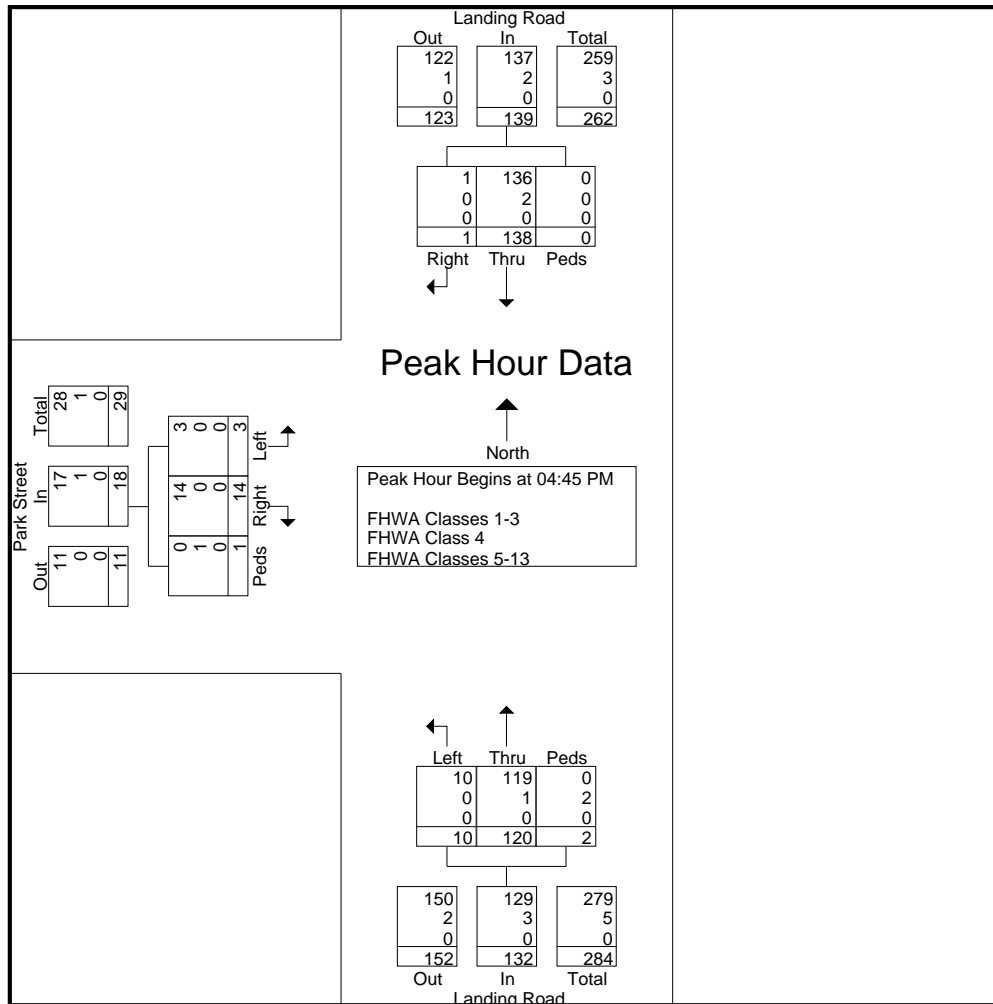 Landing Road
Out In Total
122 137 259
1 2 3
0 0 0
123 139 262
1 136 0
0 2 0
0 0 0
1 138 0
Right Thru Peds
Peak Hour Data
North
Peak Hour Begins at 04:45 PM
FHWA Classes 1-3
FHWA Class 4
FHWA Classes 5-13
Park Street
Out In Total
11 17 28
0 1 1
0 0 0
11 18 29
0 14 3
1 0 0
0 0 0
1 14 3
Peds Right Left
Left Thru Peds
10 119 0
0 1 2
0 0 0
10 120 2
150 129 279
2 3 5
0 0 0
152 132 284
Out In Total
Landing Road